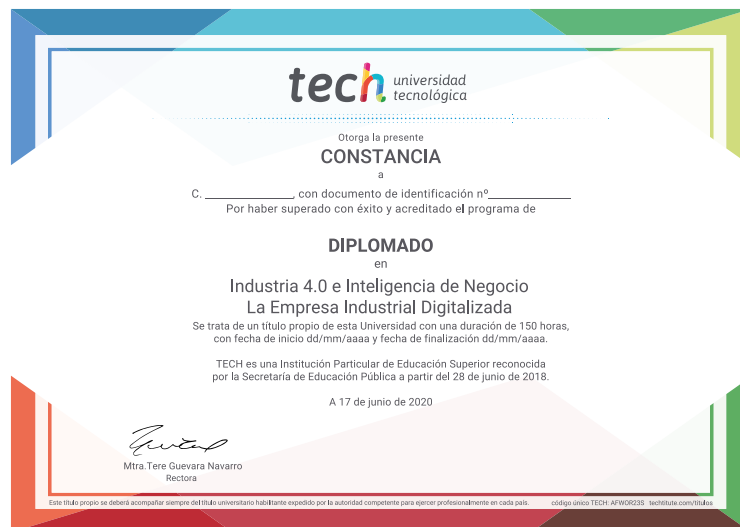 tech universidad
tecnológica
Otorga la presente
CONSTANCIA
a
C. ______________, con documento de identificación nº______________
Por haber superado con éxito y acreditado el programa de
DIPLOMADO
en
Industria 4.0 e Inteligencia de Negocio
La Empresa Industrial Digitalizada
Se trata de un título propio de esta Universidad con una duración de 150 horas,
con fecha de inicio dd/mm/aaaa y fecha de finalización dd/mm/aaaa.
TECH es una Institución Particular de Educación Superior reconocida
por la Secretaría de Educación Pública a partir del 28 de junio de 2018.
A 17 de junio de 2020
Mtra.Tere Guevara Navarro
Rectora
Este título propio se deberá acompañar siempre del título universitario habilitante expedido por la autoridad competente para ejercer profesionalmente en cada país. código único TECH: AFWOR23S techtitute.com/títulos